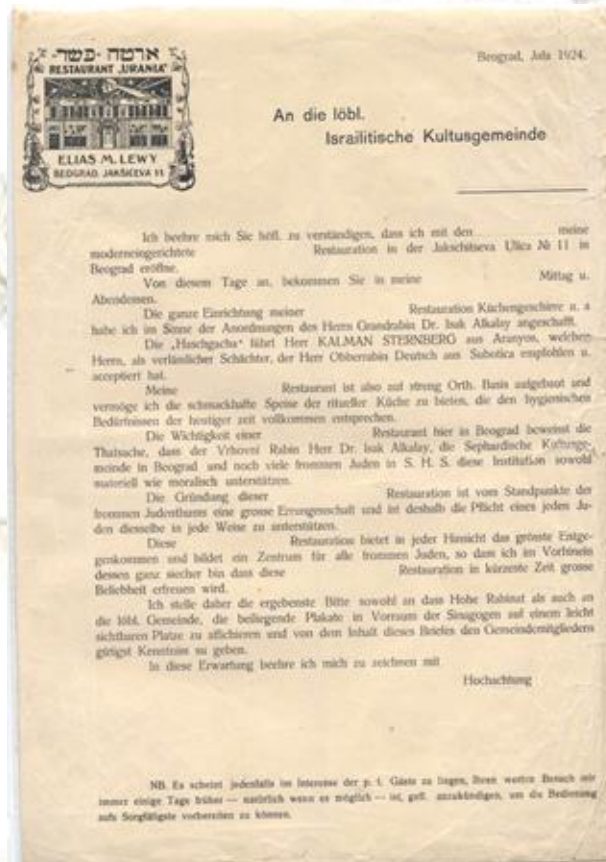 כשר - ארטה
RESTAURANT „URANIA"
ELIAS M. LEWY
BEOGRAD, JAKŠIĆEVA 11.
Beograd, Jula 1924.
An die löbl.
Israilitische Kultusgemeinde
Ich beehre mich Sie höfl. zu verständigen, dass ich mit den meine
moderneingerichtete Restauration in der Jakschitseva Ulica № 11 in
Beograd eröffne.
Von diesem Tage an, bekommen Sie in meine Mittag u.
Abendessen.
Die ganze Einrichtung meiner Restauration Küchengeschirre u. a
habe ich im Sinne der Anordnungen des Herrn Grandrabin Dr. Isak Alkalay angeschafft.
Die „Haschgacha" führt Herr KALMAN STERNBERG aus Aranyos, welchen
Herrn, als verlämlicher Schächter, der Herr Obberrabin Deutsch aus Subotica empfohlen u.
acceptiert hat.
Meine Restaurant ist also auf streng Orth. Basis aufgebaut und
vermöge ich die schmackhafte Speise der ritueller Küche zu bieten, die den hygienischen
Bedürfnissen der heutiger zeit vollkommen entsprechen.
Die Wichtigkeit einer Restaurant hier in Beograd beweinst die
Thatsache, dass der Vrhovni Rabin Herr Dr. Isak Alkalay, die Sephardische Kultusge-
meinde in Beograd und noch viele frommen Juden in S. H. S. diese Institution sowohl
materiell wie moralisch unterstützen.
Die Gründung dieser Restauration ist vom Standpunkte der
frommen Judenthums eine grosse Errungenschaft und ist deshalb die Pflicht eines jeden Ju-
den dieselbe in jede Weise zu unterstützen.
Diese Restauration bietet in jeder Hinsicht das grösste Entge-
genkommen und bildet ein Zentrum für alle frommen Juden, so dass ich im Vorhinein
dessen ganz siecher bin dass diese Restauration in kürzeste Zeit grosse
Beliebheit erfreuen wird.
Ich stelle daher die ergebenste Bitte sowohl an dass Hohe Rabinat als auch an
die löbl. Gemeinde, die beiliegende Plakate in Vorraum der Sinagogen auf einem leicht
sichtbaren Platze zu affichieren und von dem Inhalt dieses Briefes den Gemeindemitgliedern
gütigst Kenntniss zu geben.
In diese Erwartung beehre ich mich zu zeichnen mit
Hochachtung
NB. Es scheint jedenfalls im Interesse der p. t. Gäste zu liegen, Ihren werten Besuch mir
immer einige Tage früher — natürlich wenn es möglich — ist, gefl. anzukündigen, um die Bedienung
aufs Sorgfältigste vorbereiten zu können.